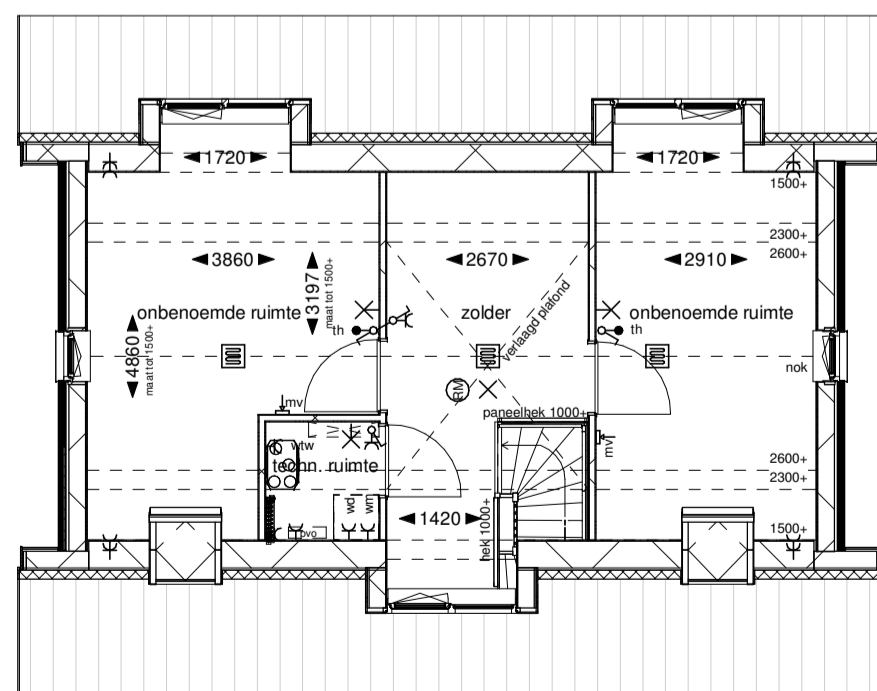 1720
1720
1500+
2300+
2600+
3860
2670
2910
3197
maat tot 1500+
onbenoemde ruimte
zolder
onbenoemde ruimte
verlaagd plafond
th
th
4860
maat tot 1500+
nok
RM
mv
paneelhek 1000+
mv
wtw
techn. ruimte
2600+
2300+
wd
wm
1420
hek 1000+
pvo
1500+